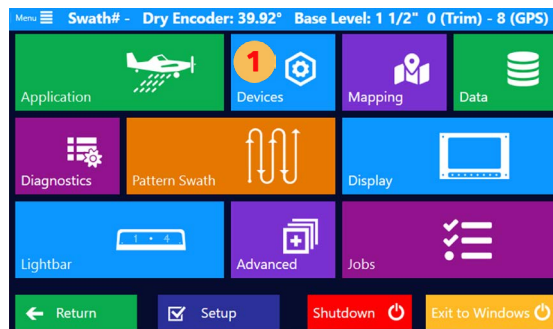 Menu Swath# - Dry Encoder: 39.92° Base Level: 1 1/2" 0 (Trim) - 8 (GPS)
1
Application Devices Mapping Data
Diagnostics Pattern Swath Display
1 • 4
Lightbar Advanced Jobs
Return Setup Shutdown Exit to Windows